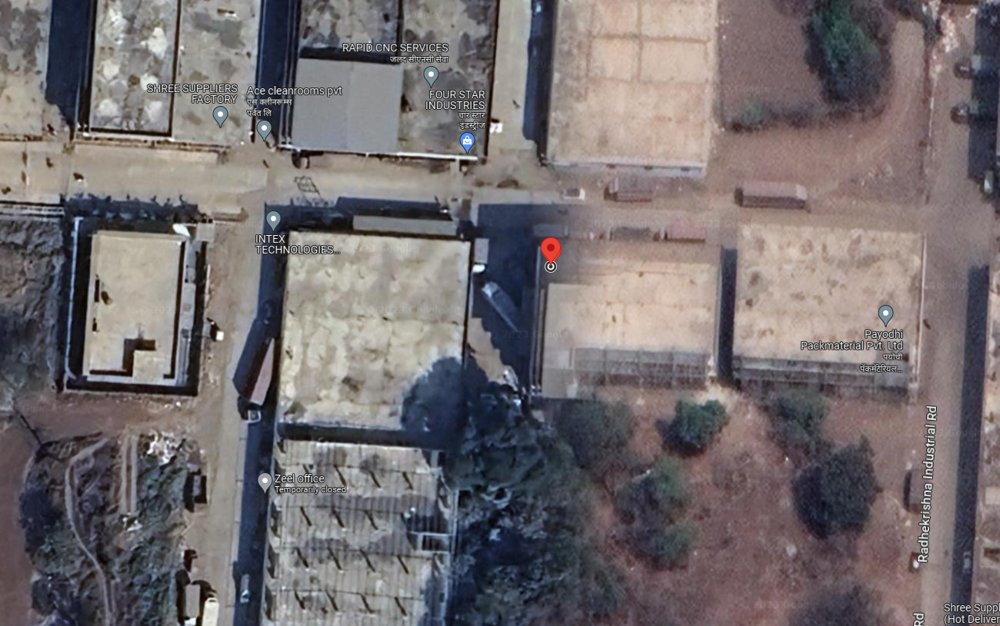 RAPID CNC SERVICES
जलद सीएनसी सेवा
SHREE SUPPLIERS
FACTORY
Ace cleanrooms pvt
एस क्लीनरूम्स
पर्वत लि
FOUR STAR
INDUSTRIES
चार स्टार
इंडस्ट्रीज
INTEX
TECHNOLOGIES...
Payodhi
Packmaterial Pvt. Ltd
पयोधी
पॅकमॅटेरियल...
Zeel office
Temporarily closed
Radhekrishna Industrial Rd
Rd
Shree Suppl
(Hot Deliver